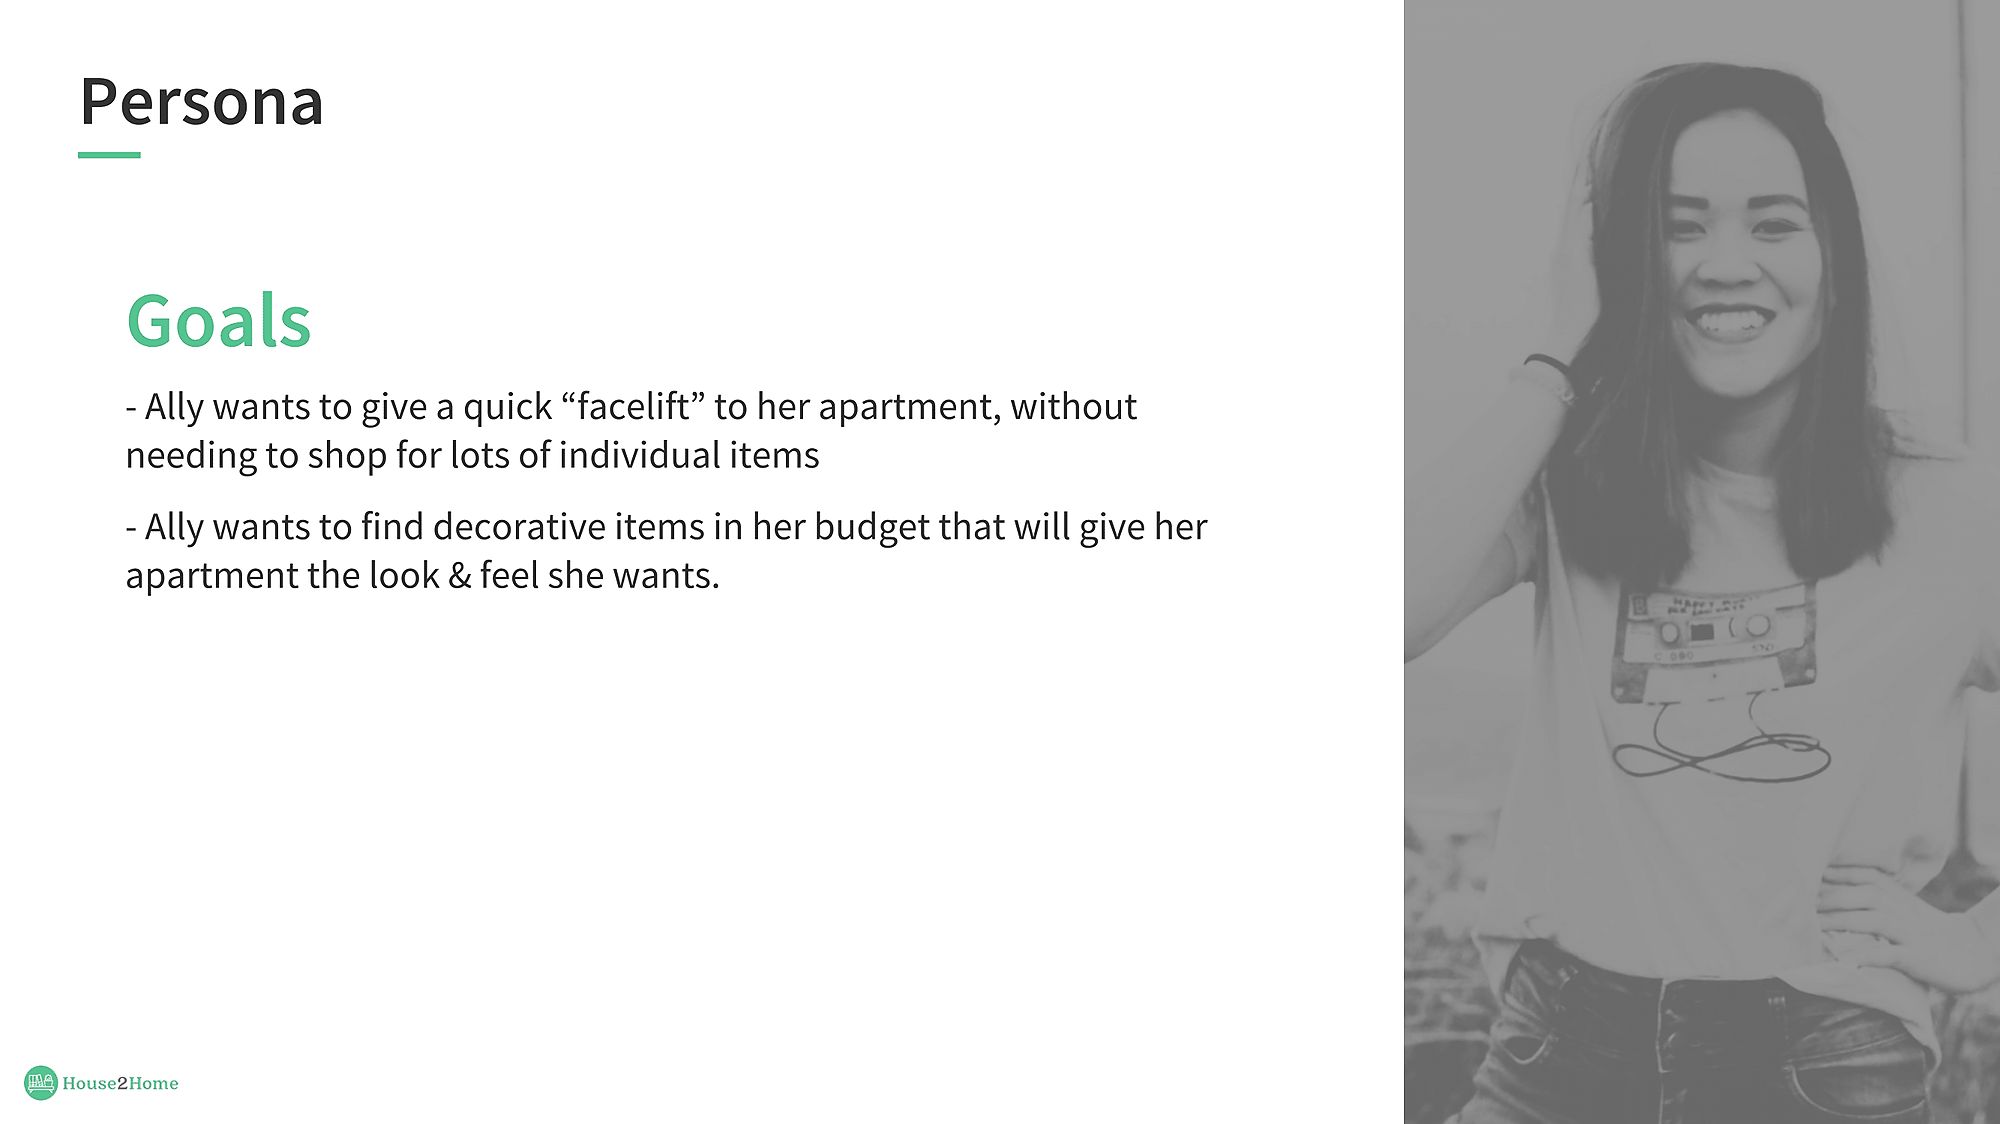 Persona
Goals
- Ally wants to give a quick “facelift” to her apartment, without
needing to shop for lots of individual items
- Ally wants to find decorative items in her budget that will give her
apartment the look & feel she wants.
C 090
House2Home